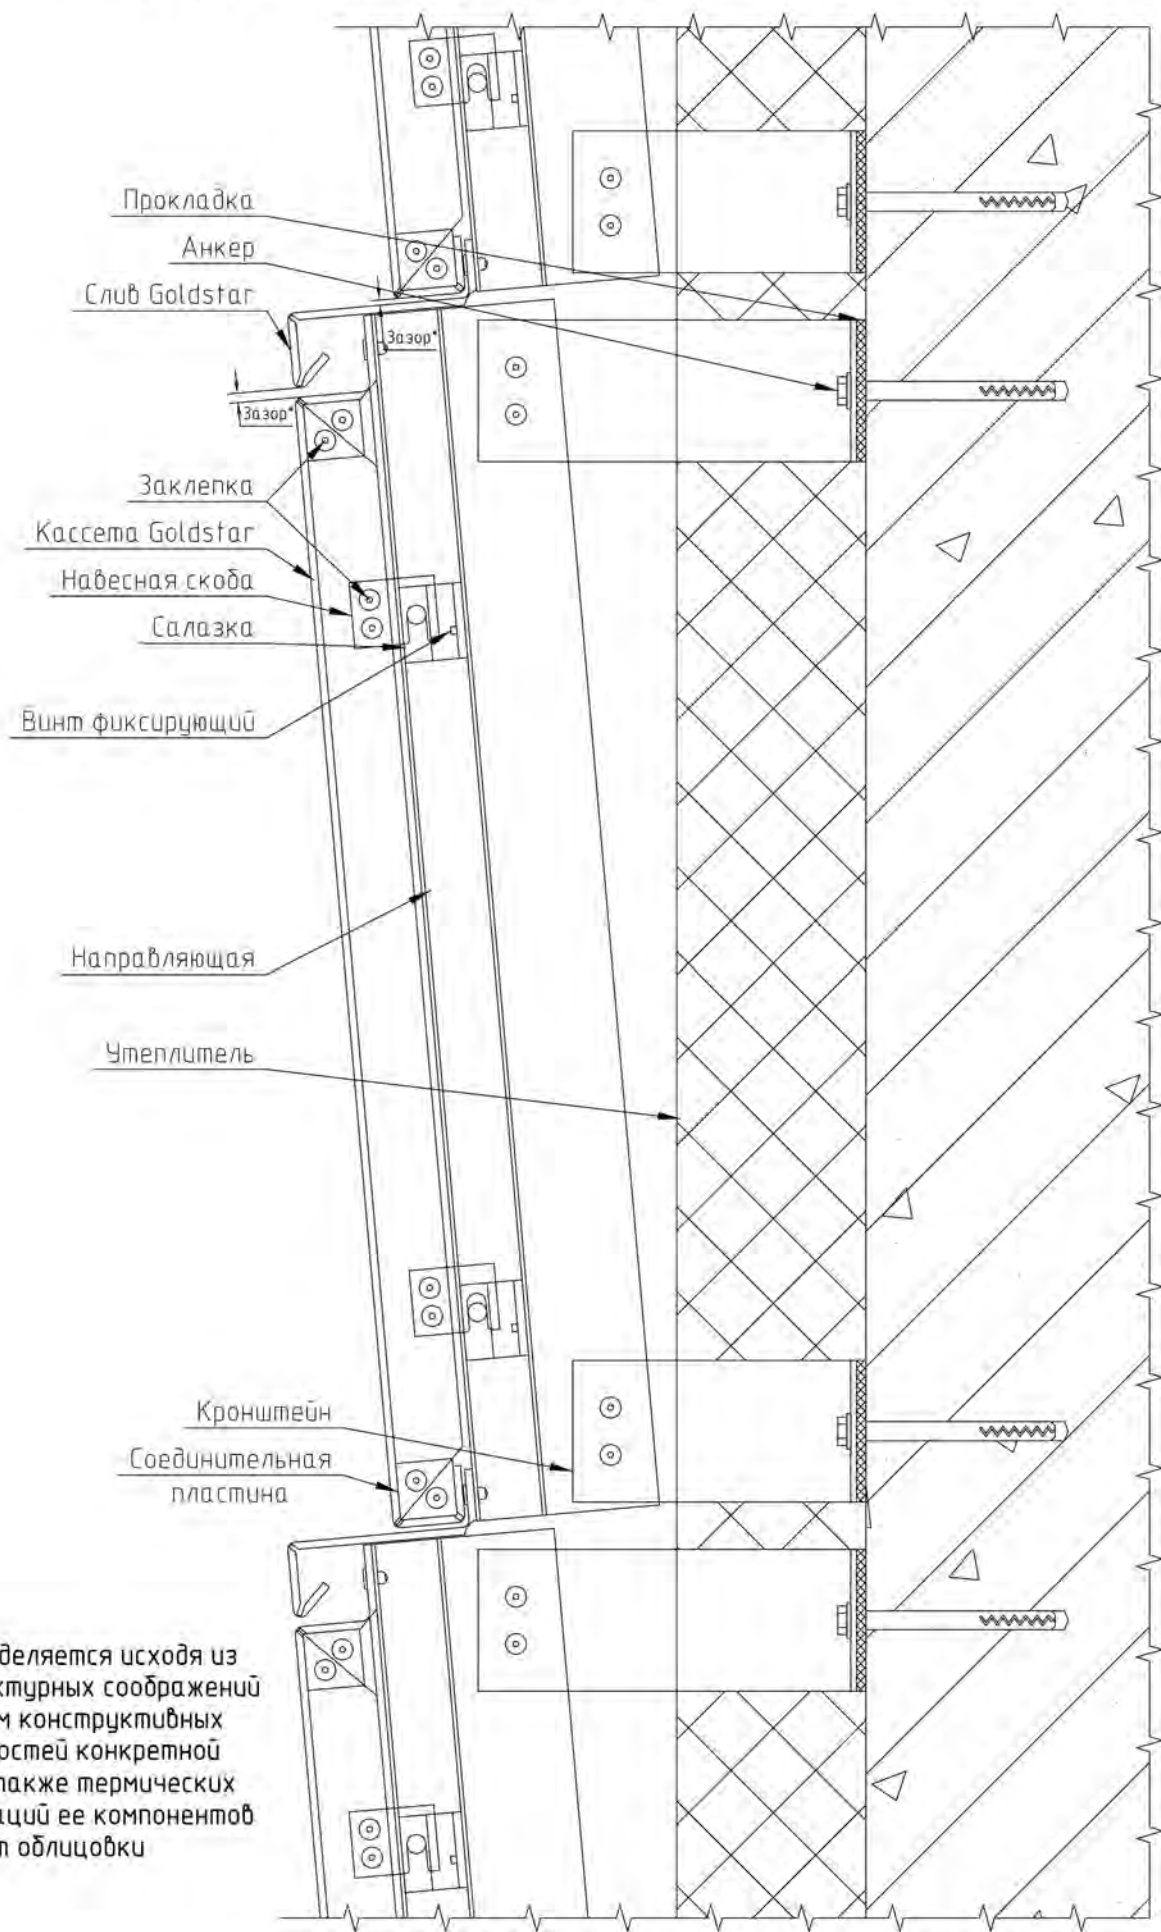 Прокладка
Анкер
Слив Goldstar
Зазор*
Зазор*
Заклепка
Кассета Goldstar
Навесная скоба
Салазка
Винт фиксирующий
Направляющая
Утеплитель
Кронштейн
Соединительная
пластина
деляется исходя из
ктурных соображений
м конструктивных
остей конкретной
также термических
аций ее компонентов
т облицовки